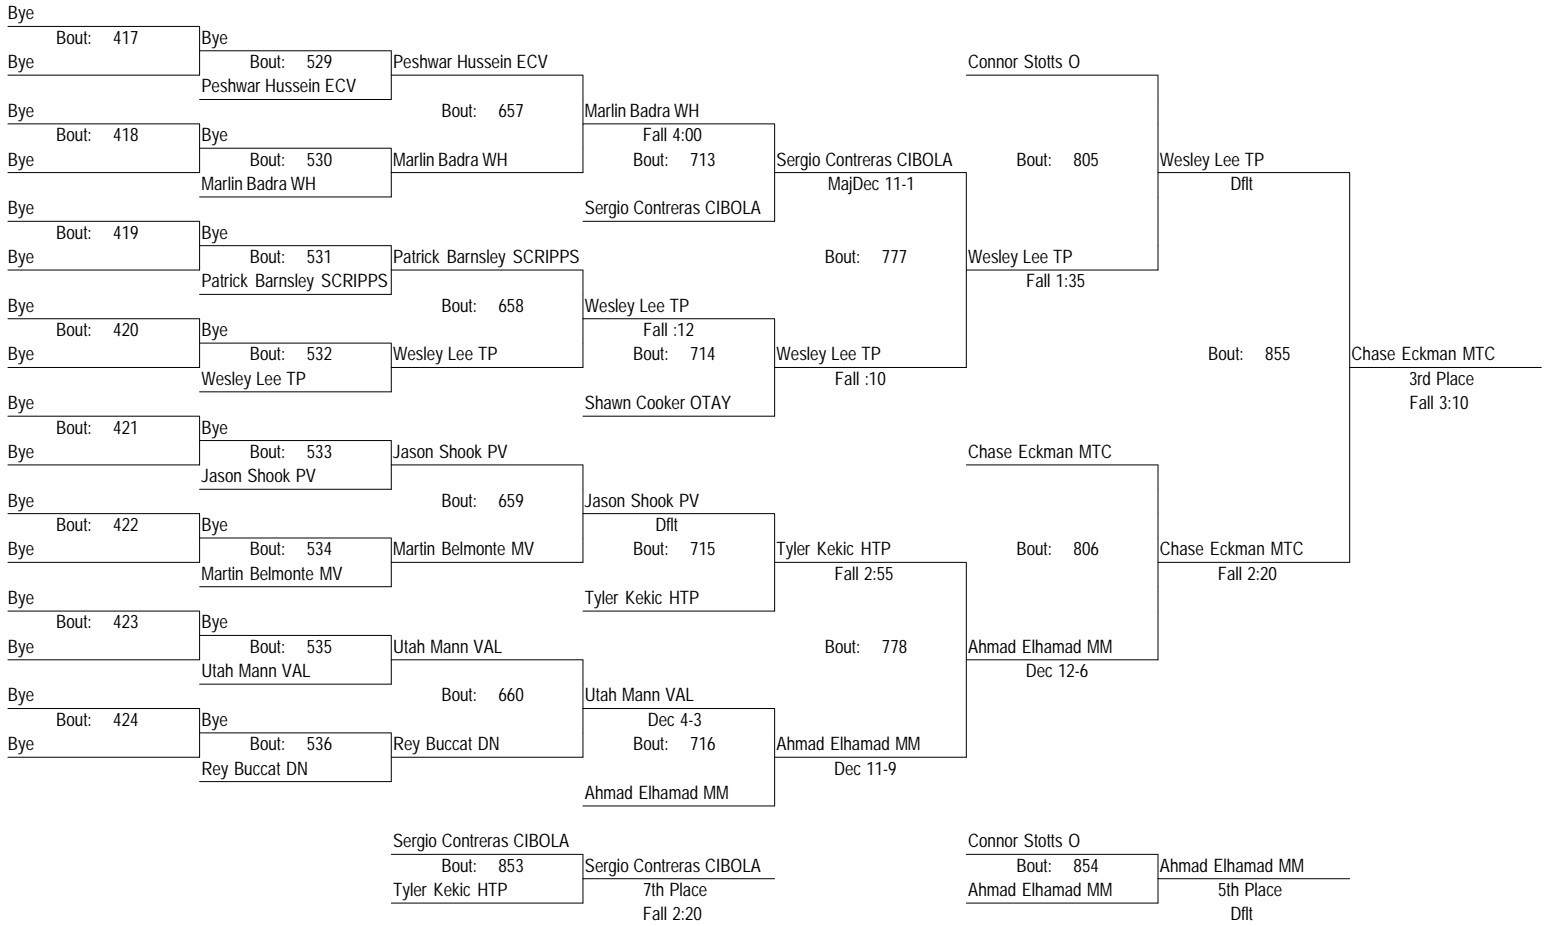 Bye
Bout: 417 Bye
Bye Bout: 529 Peshwar Hussein ECV Connor Stotts O
Peshwar Hussein ECV
Bye Bout: 657 Marlin Badra WH
Bout: 418 Bye Fall 4:00
Bye Bout: 530 Marlin Badra WH Bout: 713 Sergio Contreras CIBOLA Bout: 805 Wesley Lee TP
Marlin Badra WH MajDec 11-1 Dflt
Bye Sergio Contreras CIBOLA
Bout: 419 Bye
Bye Bout: 531 Patrick Barnsley SCRIPPS Bout: 777 Wesley Lee TP
Patrick Barnsley SCRIPPS Fall 1:35
Bye Bout: 658 Wesley Lee TP
Bout: 420 Bye Fall :12
Bye Bout: 532 Wesley Lee TP Bout: 714 Wesley Lee TP Bout: 855 Chase Eckman MTC
Wesley Lee TP Fall :10 3rd Place
Bye Shawn Cooker OTAY Fall 3:10
Bout: 421 Bye
Bye Bout: 533 Jason Shook PV Chase Eckman MTC
Jason Shook PV
Bye Bout: 659 Jason Shook PV
Bout: 422 Bye Dflt
Bye Bout: 534 Martin Belmonte MV Bout: 715 Tyler Kekic HTP Bout: 806 Chase Eckman MTC
Martin Belmonte MV Fall 2:55 Fall 2:20
Bye Tyler Kekic HTP
Bout: 423 Bye
Bye Bout: 535 Utah Mann VAL Bout: 778 Ahmad Elhamad MM
Utah Mann VAL Dec 12-6
Bye Bout: 660 Utah Mann VAL
Bout: 424 Bye Dec 4-3
Bye Bout: 536 Rey Buccat DN Bout: 716 Ahmad Elhamad MM
Rey Buccat DN Dec 11-9
Ahmad Elhamad MM
Sergio Contreras CIBOLA Connor Stotts O
Bout: 853 Sergio Contreras CIBOLA Bout: 854 Ahmad Elhamad MM
Tyler Kekic HTP 7th Place Ahmad Elhamad MM 5th Place
Fall 2:20 Dflt